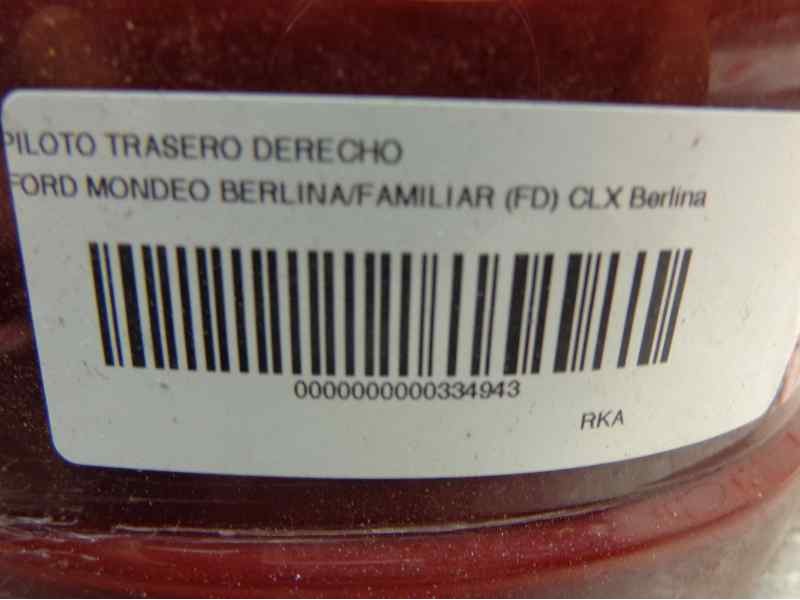 PILOTO TRASERO DERECHO
FORD MONDEO BERLINA/FAMILIAR (FD) CLX Berlina
0000000000334943
RKA